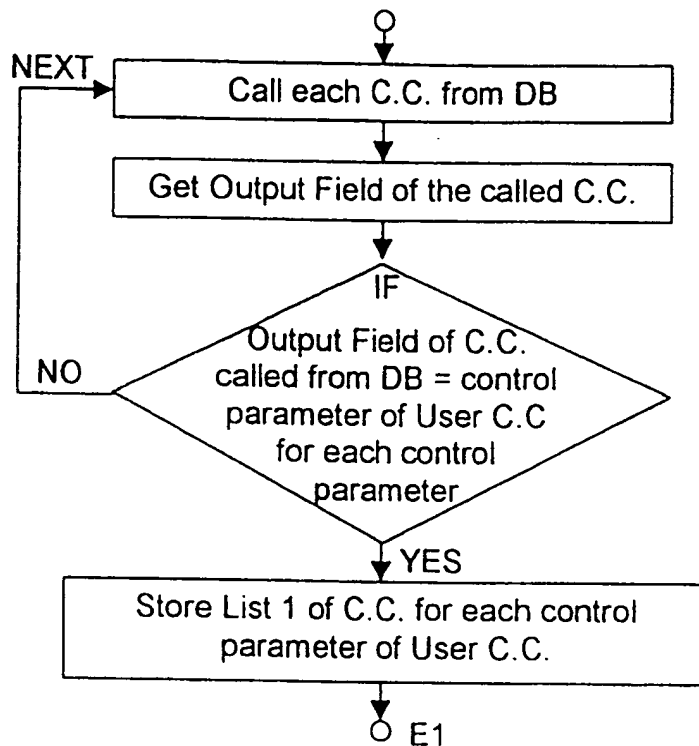 NEXT
Call each C.C. from DB
Get Output Field of the called C.C.
IF
Output Field of C.C.
called from DB = control
parameter of User C.C
for each control
parameter
NO
YES
Store List 1 of C.C. for each control
parameter of User C.C.
E1